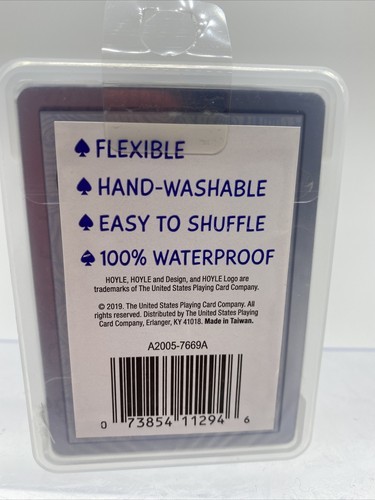 ♠ FLEXIBLE
♠ HAND-WASHABLE
♠ EASY TO SHUFFLE
♠ 100% WATERPROOF
HOYLE, HOYLE and Design, and HOYLE Logo are
trademarks of The United States Playing Card Company.
© 2019. The United States Playing Card Company. All
rights reserved. Distributed by The United States Playing
Card Company, Erlanger, KY 41018. Made in Taiwan.
A2005-7669A
0 73854 11294 6